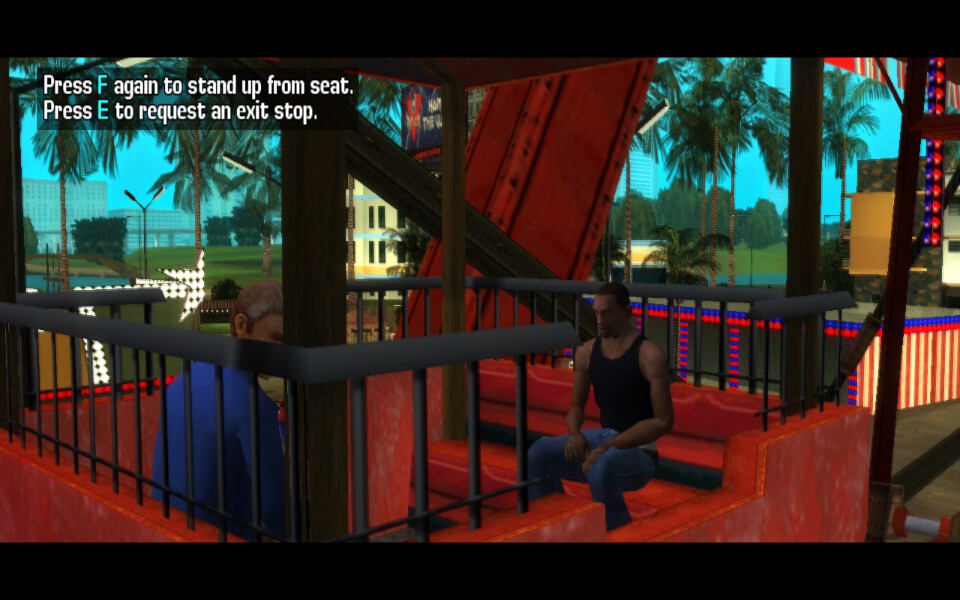 Press F again to stand up from seat.
Press E to request an exit stop.